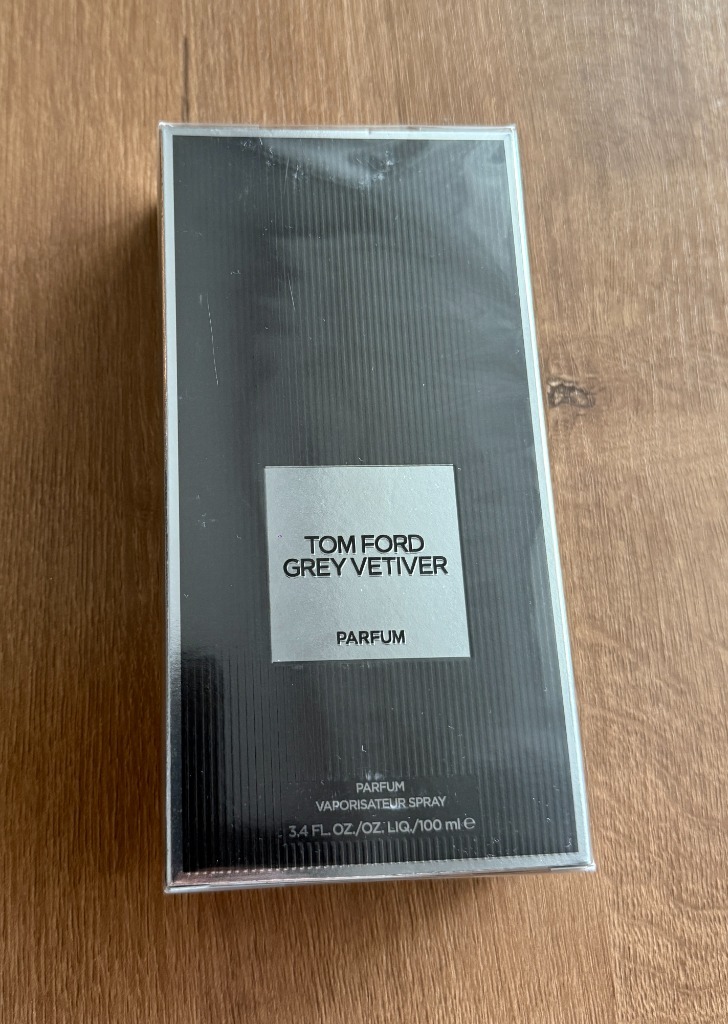 TOM FORD
GREY VETIVER
PARFUM
PARFUM
VAPORISATEUR SPRAY
3.4 FL.OZ./OZ. LIQ./100 ml ℮